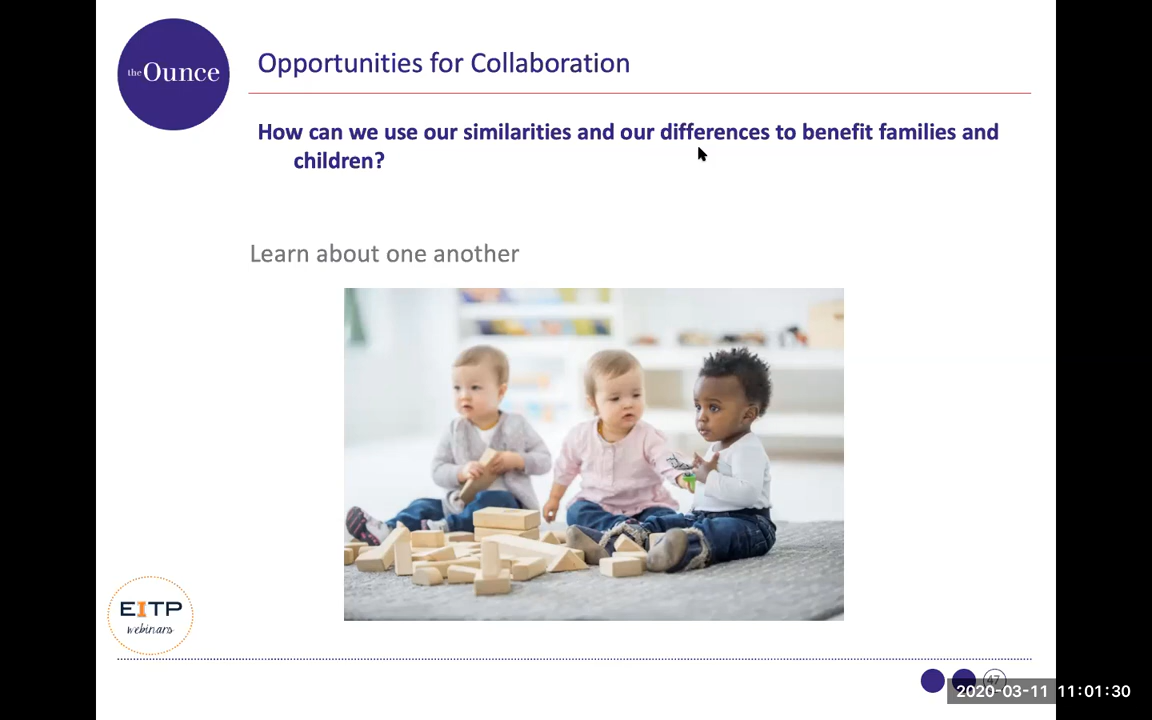 the Ounce
Opportunities for Collaboration
How can we use our similarities and our differences to benefit families and
children?
Learn about one another
EITP
webinars
47
2020-03-11 11:01:30